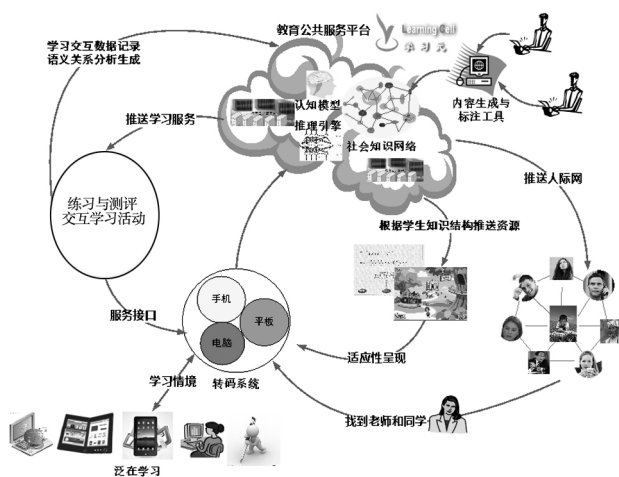 教育公共服务平台
LearningCell
学习元
学习交互数据记录
语义关系分析生成
认知模型
推理引擎
社会知识网络
内容生成与
标注工具
推送学习服务
推送人际网
练习与测评
交互学习活动
根据学生知识结构推送资源
手机
平板
电脑
服务接口
适应性呈现
学习情境
转码系统
找到老师和同学
泛在学习